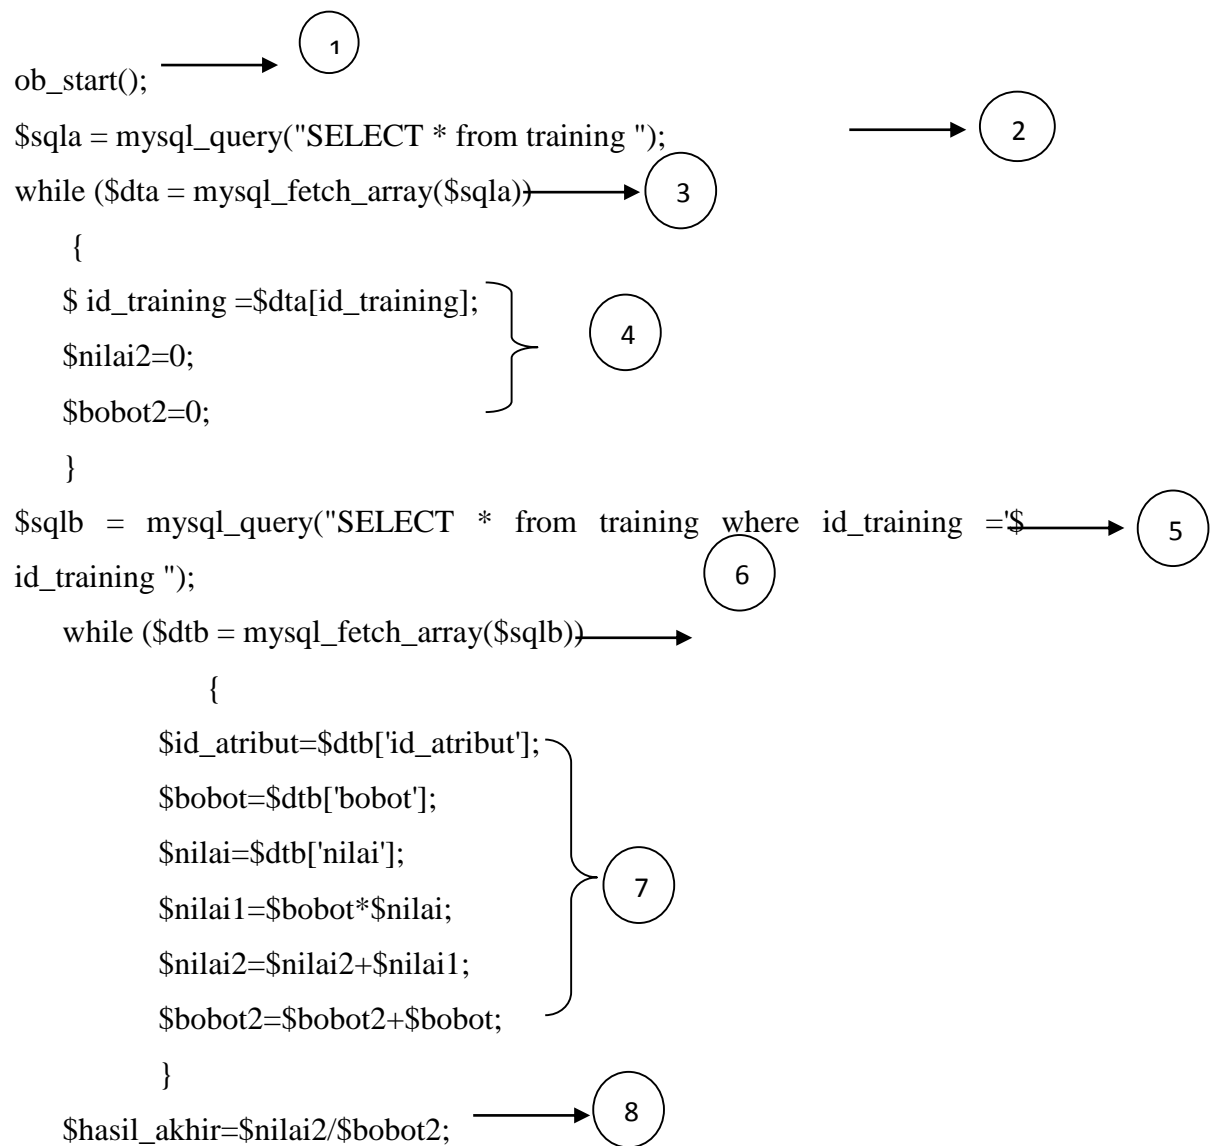 1
ob_start();
$sqla = mysql_query("SELECT * from training "); 2
while ($dta = mysql_fetch_array($sqla)) 3
{
$ id_training =$dta[id_training];
$nilai2=0; 4
$bobot2=0;
}
$sqlb = mysql_query("SELECT * from training where id_training ='$ 5
id_training "); 6
while ($dtb = mysql_fetch_array($sqlb))
{
$id_atribut=$dtb['id_atribut'];
$bobot=$dtb['bobot'];
$nilai=$dtb['nilai'];
$nilai1=$bobot*$nilai; 7
$nilai2=$nilai2+$nilai1;
$bobot2=$bobot2+$bobot;
}
$hasil_akhir=$nilai2/$bobot2; 8